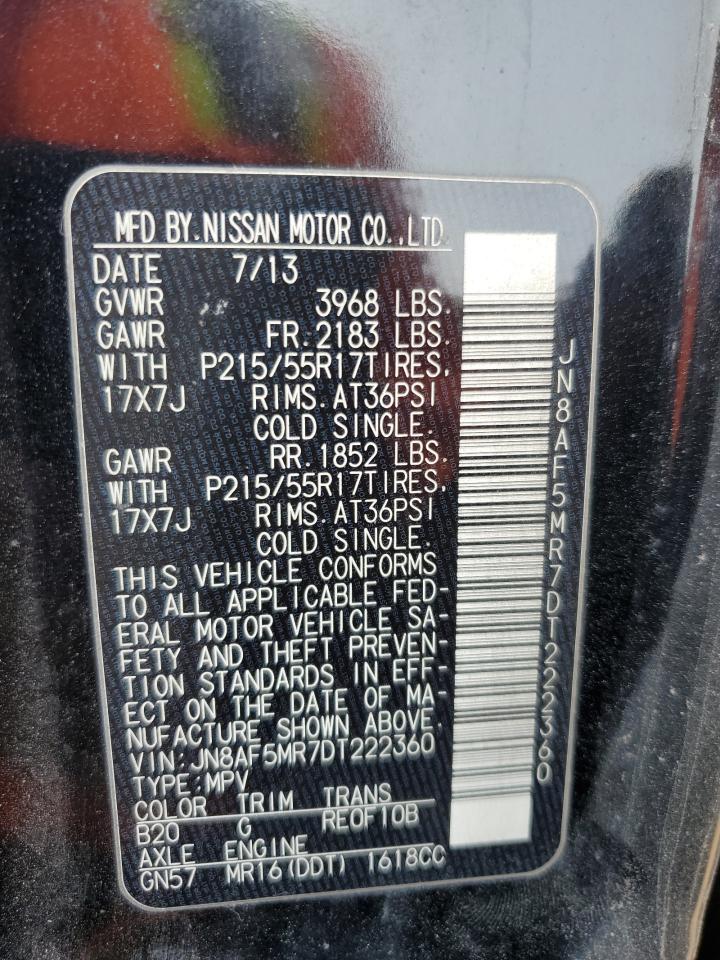 MFD BY.NISSAN MOTOR CO.,LTD.
DATE 7/13
GVWR 3968 LBS.
GAWR FR.2183 LBS.
WITH P215/55R17TIRES,
17X7J RIMS.AT36PSI
COLD SINGLE.
GAWR RR.1852 LBS.
WITH P215/55R17TIRES,
17X7J RIMS.AT36PSI
COLD SINGLE.
THIS VEHICLE CONFORMS
TO ALL APPLICABLE FED-
ERAL MOTOR VEHICLE SA-
FETY AND THEFT PREVEN-
TION STANDARDS IN EFF-
ECT ON THE DATE OF MA-
NUFACTURE SHOWN ABOVE.
VIN:JN8AF5MR7DT222360
TYPE:MPV
COLOR TRIM TRANS
B20 G RE0F10B
AXLE ENGINE
GN57 MR16(DDT) 1618CC
JN8AF5MR7DT222360